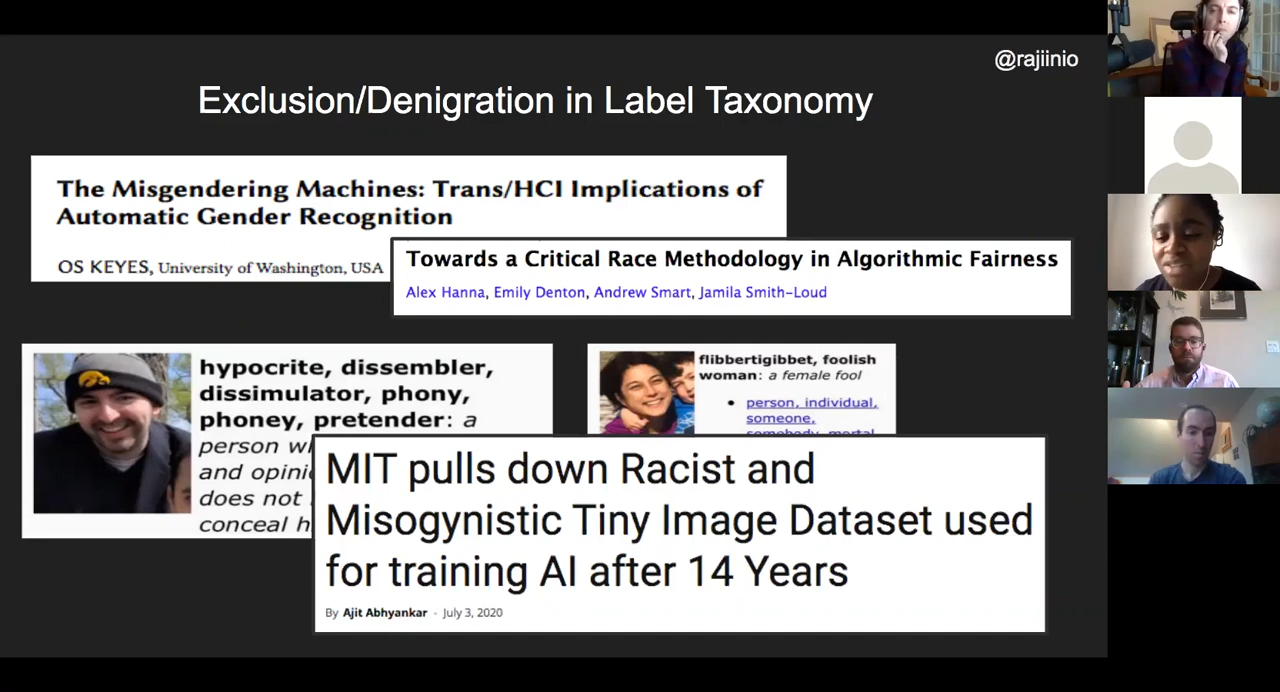 @rajiinio
Exclusion/Denigration in Label Taxonomy
The Misgendering Machines: Trans/HCI Implications of
Automatic Gender Recognition
OS KEYES, University of Washington, USA
Towards a Critical Race Methodology in Algorithmic Fairness
Alex Hanna, Emily Denton, Andrew Smart, Jamila Smith-Loud
hypocrite, dissembler,
dissimulator, phony,
phoney, pretender: a
person
and opini
does not
conceal h
flibbertigibbet, foolish
woman: a female fool
• person, individual,
someone,
somebody, mortal
MIT pulls down Racist and
Misogynistic Tiny Image Dataset used
for training AI after 14 Years
By Ajit Abhyankar - July 3, 2020